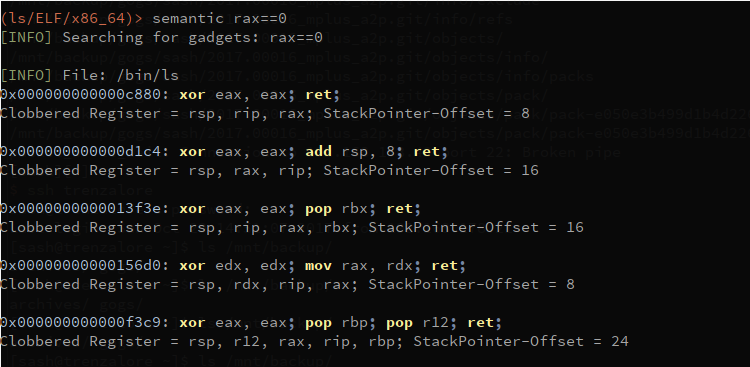 (ls/ELF/x86_64)> semantic rax==0
[INFO] Searching for gadgets: rax==0
[INFO] File: /bin/ls
0x000000000000c880: xor eax, eax; ret;
Clobbered Register = rsp, rip, rax; StackPointer-Offset = 8
0x000000000000d1c4: xor eax, eax; add rsp, 8; ret;
Clobbered Register = rsp, rax, rip; StackPointer-Offset = 16
0x0000000000013f3e: xor eax, eax; pop rbx; ret;
Clobbered Register = rsp, rip, rax, rbx; StackPointer-Offset = 16
0x00000000000156d0: xor edx, edx; mov rax, rdx; ret;
Clobbered Register = rsp, rdx, rip, rax; StackPointer-Offset = 8
0x000000000000f3c9: xor eax, eax; pop rbp; pop r12; ret;
Clobbered Register = rsp, r12, rax, rip, rbp; StackPointer-Offset = 24